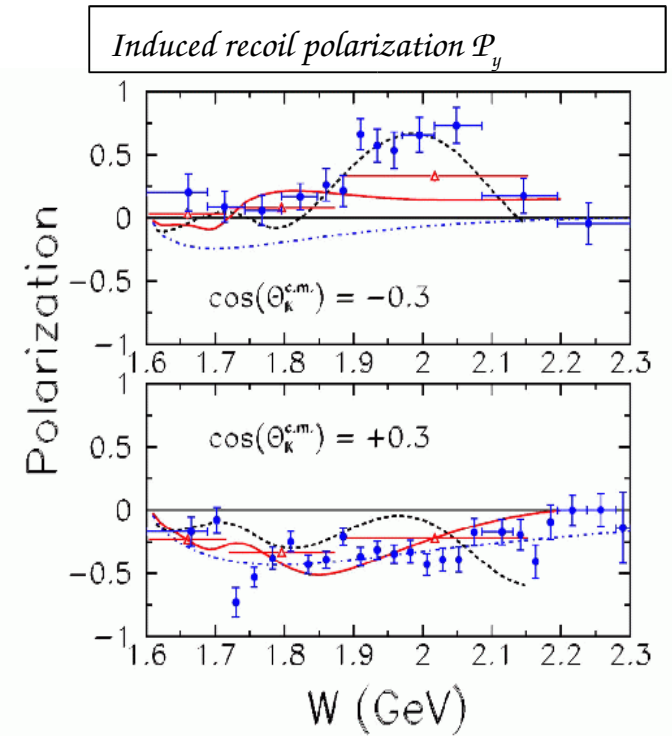 Induced recoil polarization P_y
Polarization
1
0.5
0
−0.5
−1
cos(Θ_K^c.m.) = −0.3
1.6 1.7 1.8 1.9 2 2.1 2.2 2.3
1
0.5
0
−0.5
−1
cos(Θ_K^c.m.) = +0.3
1.6 1.7 1.8 1.9 2 2.1 2.2 2.3
W (GeV)